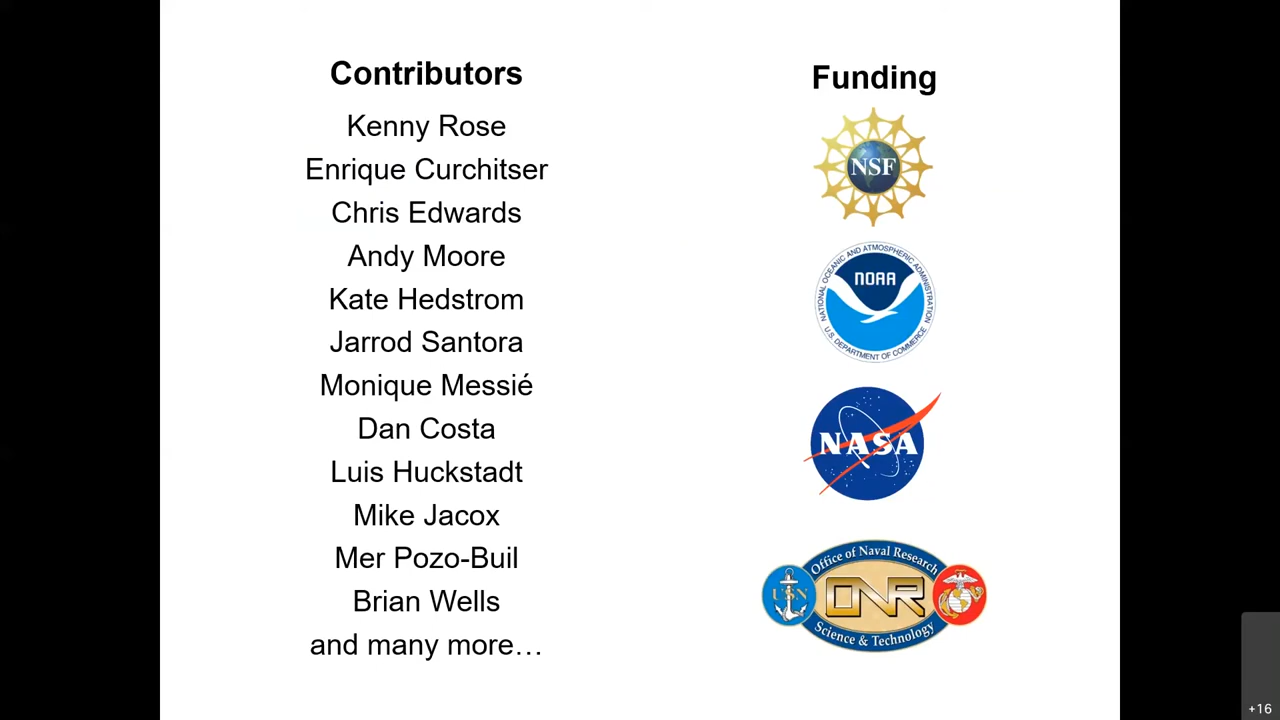 Contributors
Kenny Rose
Enrique Curchitser
Chris Edwards
Andy Moore
Kate Hedstrom
Jarrod Santora
Monique Messié
Dan Costa
Luis Huckstadt
Mike Jacox
Mer Pozo-Buil
Brian Wells
and many more…
Funding
NSF
NATIONAL OCEANIC AND ATMOSPHERIC ADMINISTRATION
NOAA
U.S. DEPARTMENT OF COMMERCE
NASA
Office of Naval Research
USN
ONR
Science & Technology
+16